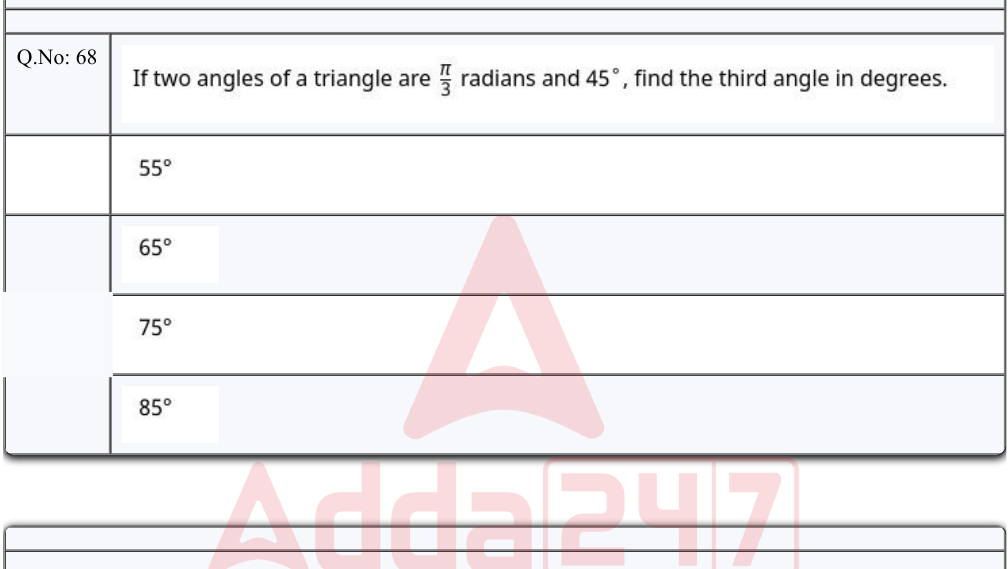 Q.No: 68
If two angles of a triangle are π/3 radians and 45°, find the third angle in degrees.
55°
65°
75°
85°
Adda247